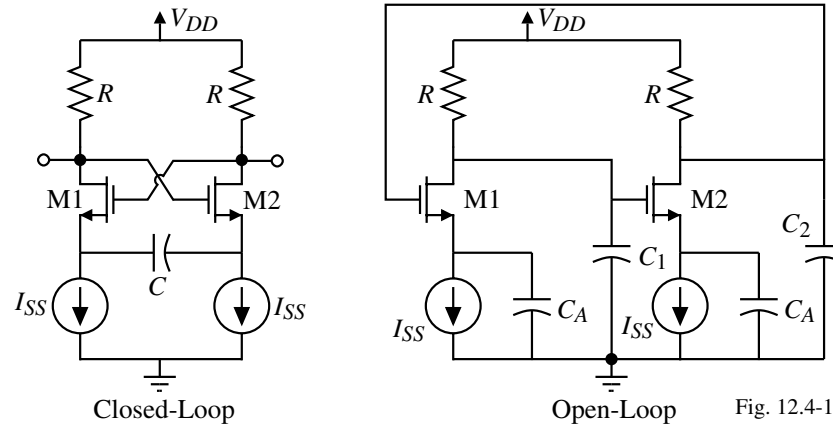 V_DD
R
R
M1
M2
C
I_SS
I_SS
Closed-Loop
V_DD
R
R
M1
M2
C_2
C_1
I_SS
C_A
I_SS
C_A
Open-Loop
Fig. 12.4-1